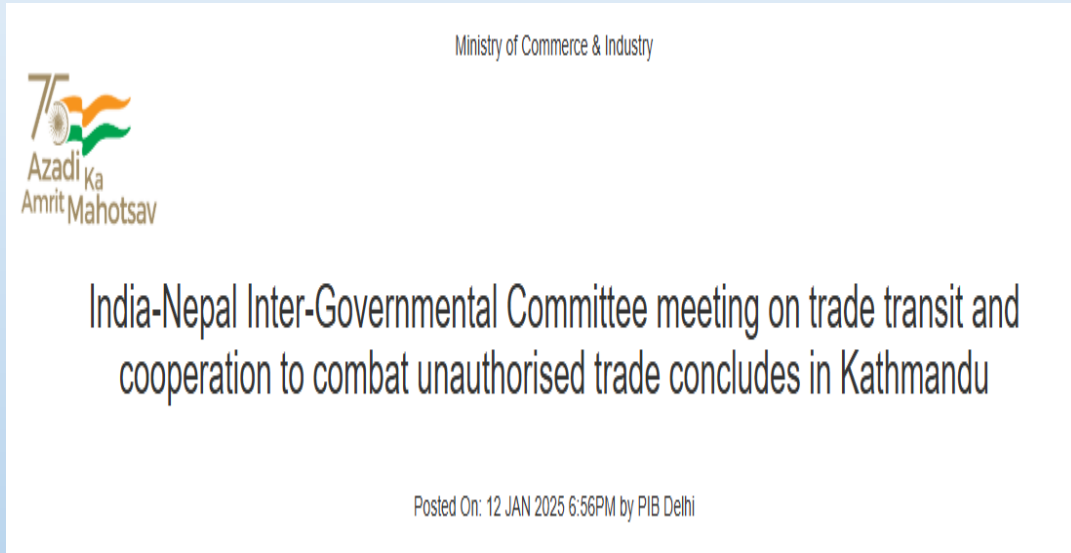 Ministry of Commerce & Industry
75
Azadi Ka
Amrit Mahotsav
India-Nepal Inter-Governmental Committee meeting on trade transit and
cooperation to combat unauthorised trade concludes in Kathmandu
Posted On: 12 JAN 2025 6:56PM by PIB Delhi